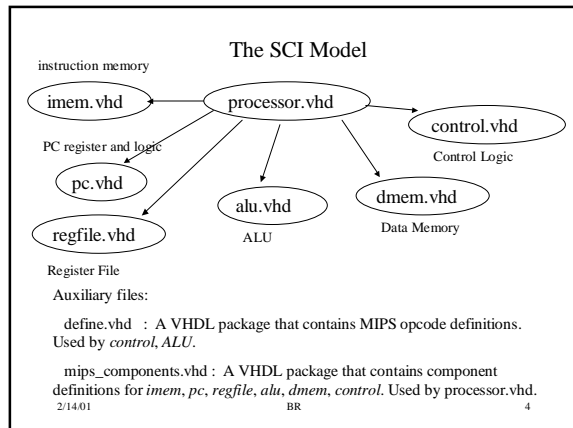 The SCI Model
instruction memory
imem.vhd
processor.vhd
control.vhd
Control Logic
PC register and logic
pc.vhd
alu.vhd
ALU
dmem.vhd
Data Memory
regfile.vhd
Register File
Auxiliary files:
define.vhd : A VHDL package that contains MIPS opcode definitions.
Used by control, ALU.
mips_components.vhd : A VHDL package that contains component
definitions for imem, pc, regfile, alu, dmem, control. Used by processor.vhd.
2/14/01 BR 4